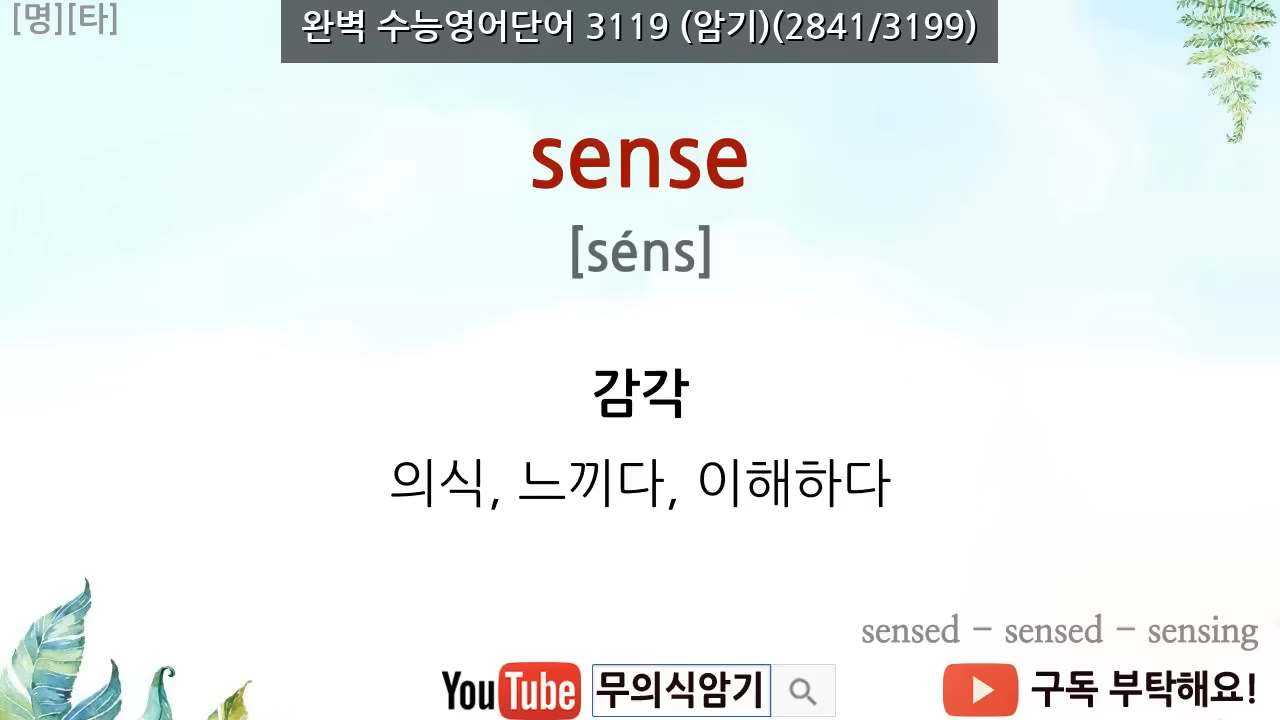 [명][타]
완벽 수능영어단어 3119 (암기)(2841/3199)
sense
[séns]
감각
의식, 느끼다, 이해하다
sensed - sensed - sensing
YouTube 무의식암기
구독 부탁해요!